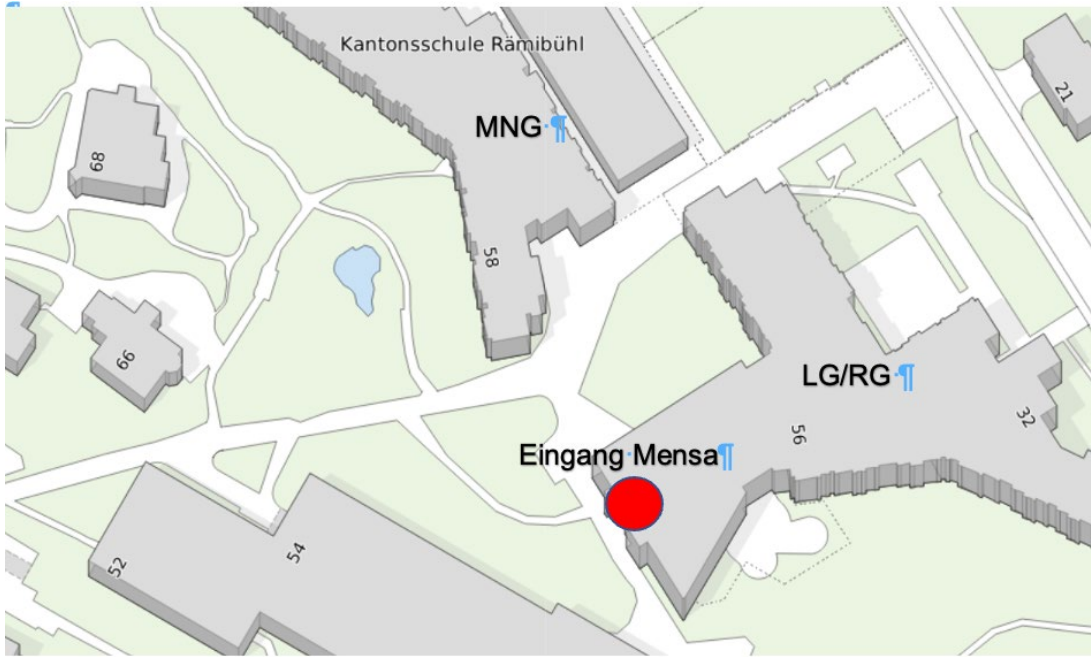 ¶
Kantonsschule Rämibühl
MNG·¶
21
68
58
66
LG/RG·¶
32
56
Eingang·Mensa¶
54
52